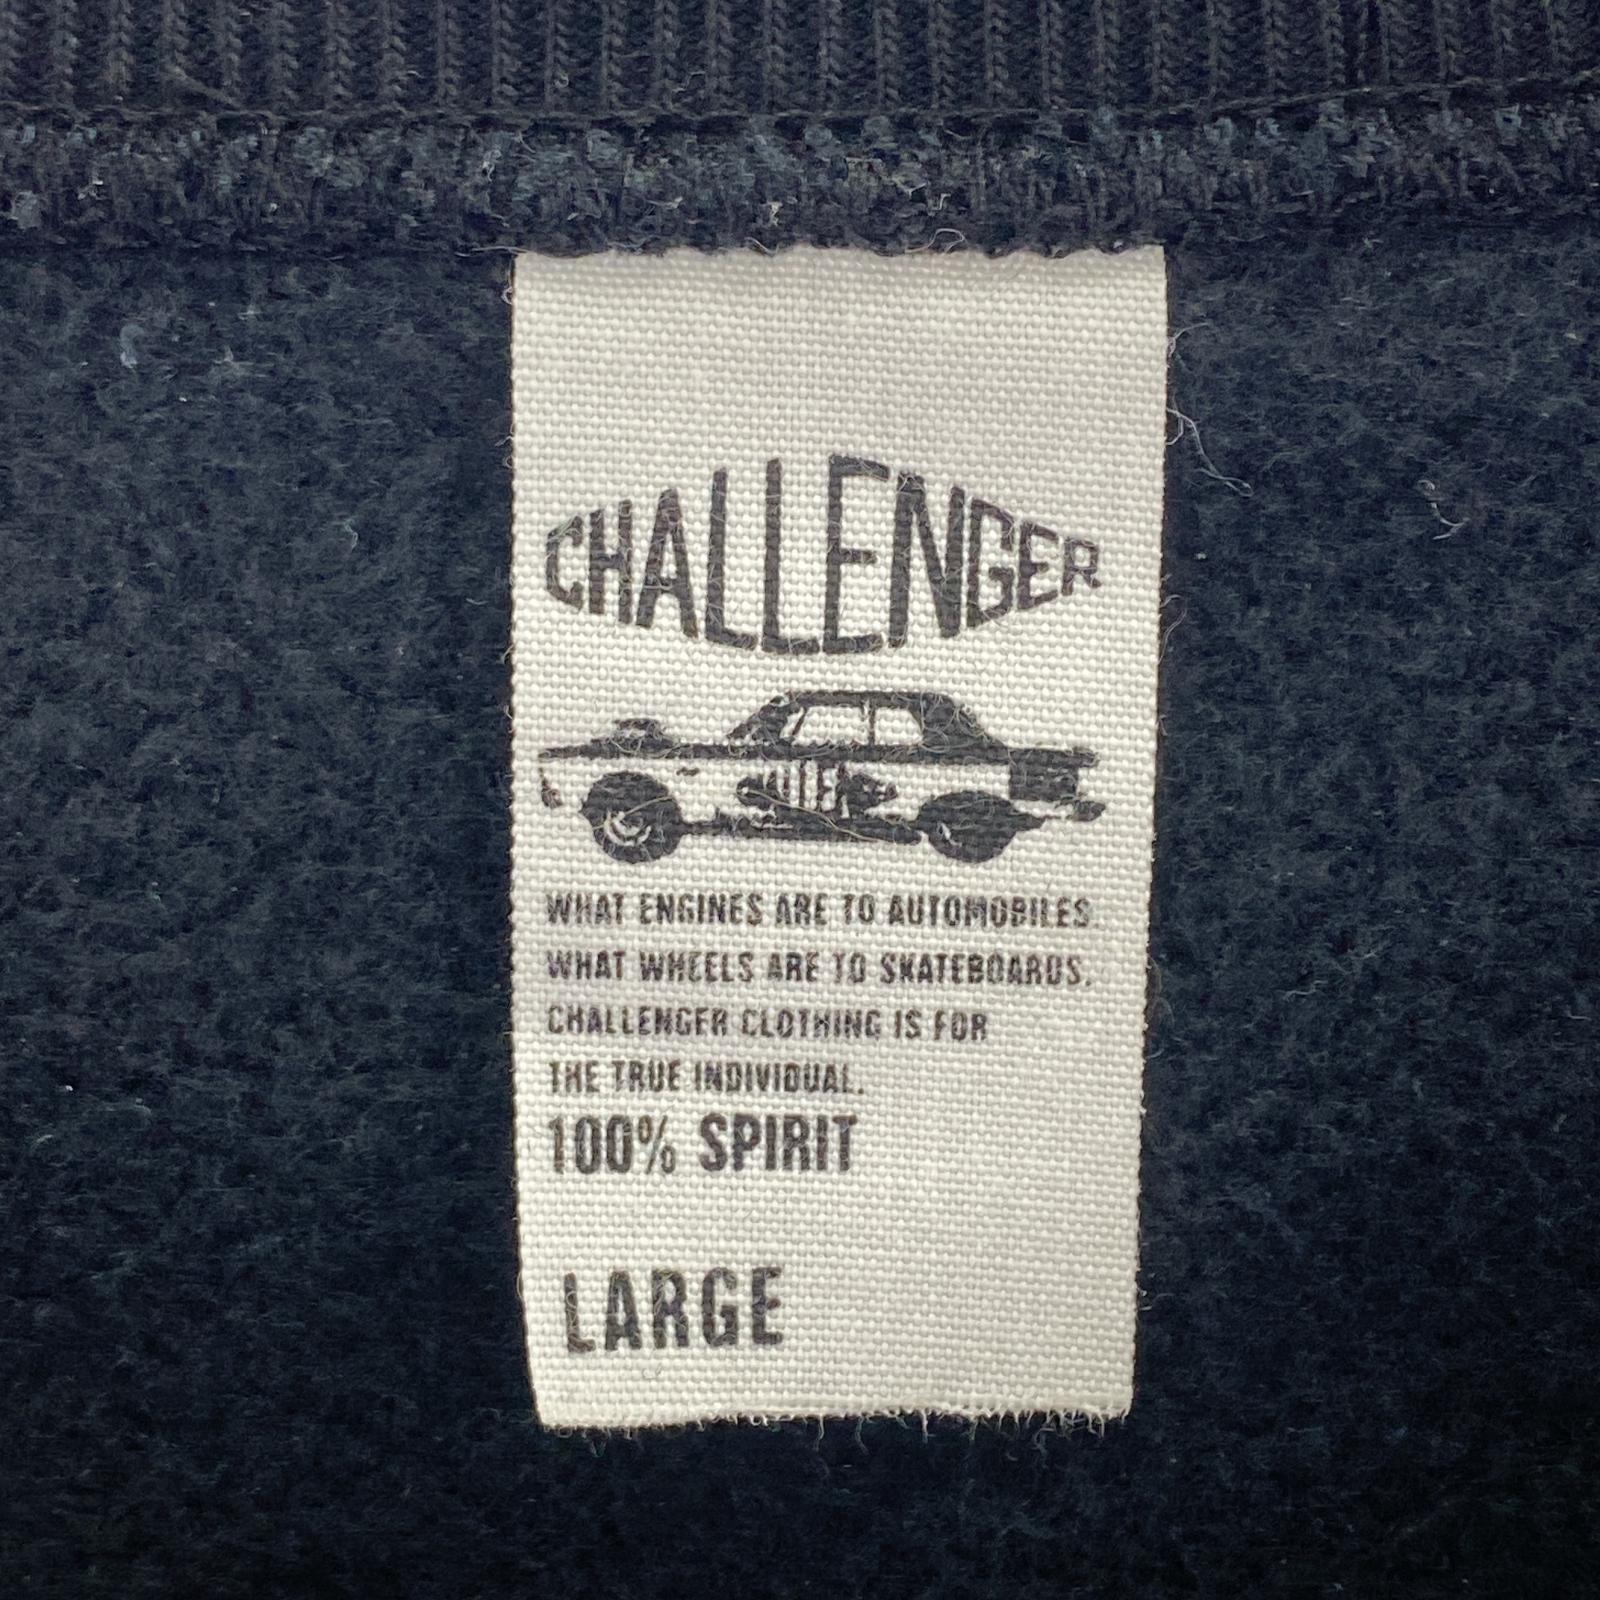 CHALLENGER
WHAT ENGINES ARE TO AUTOMOBILES.
WHAT WHEELS ARE TO SKATEBOARDS.
CHALLENGER CLOTHING IS FOR
THE TRUE INDIVIDUAL.
100% SPIRIT
LARGE